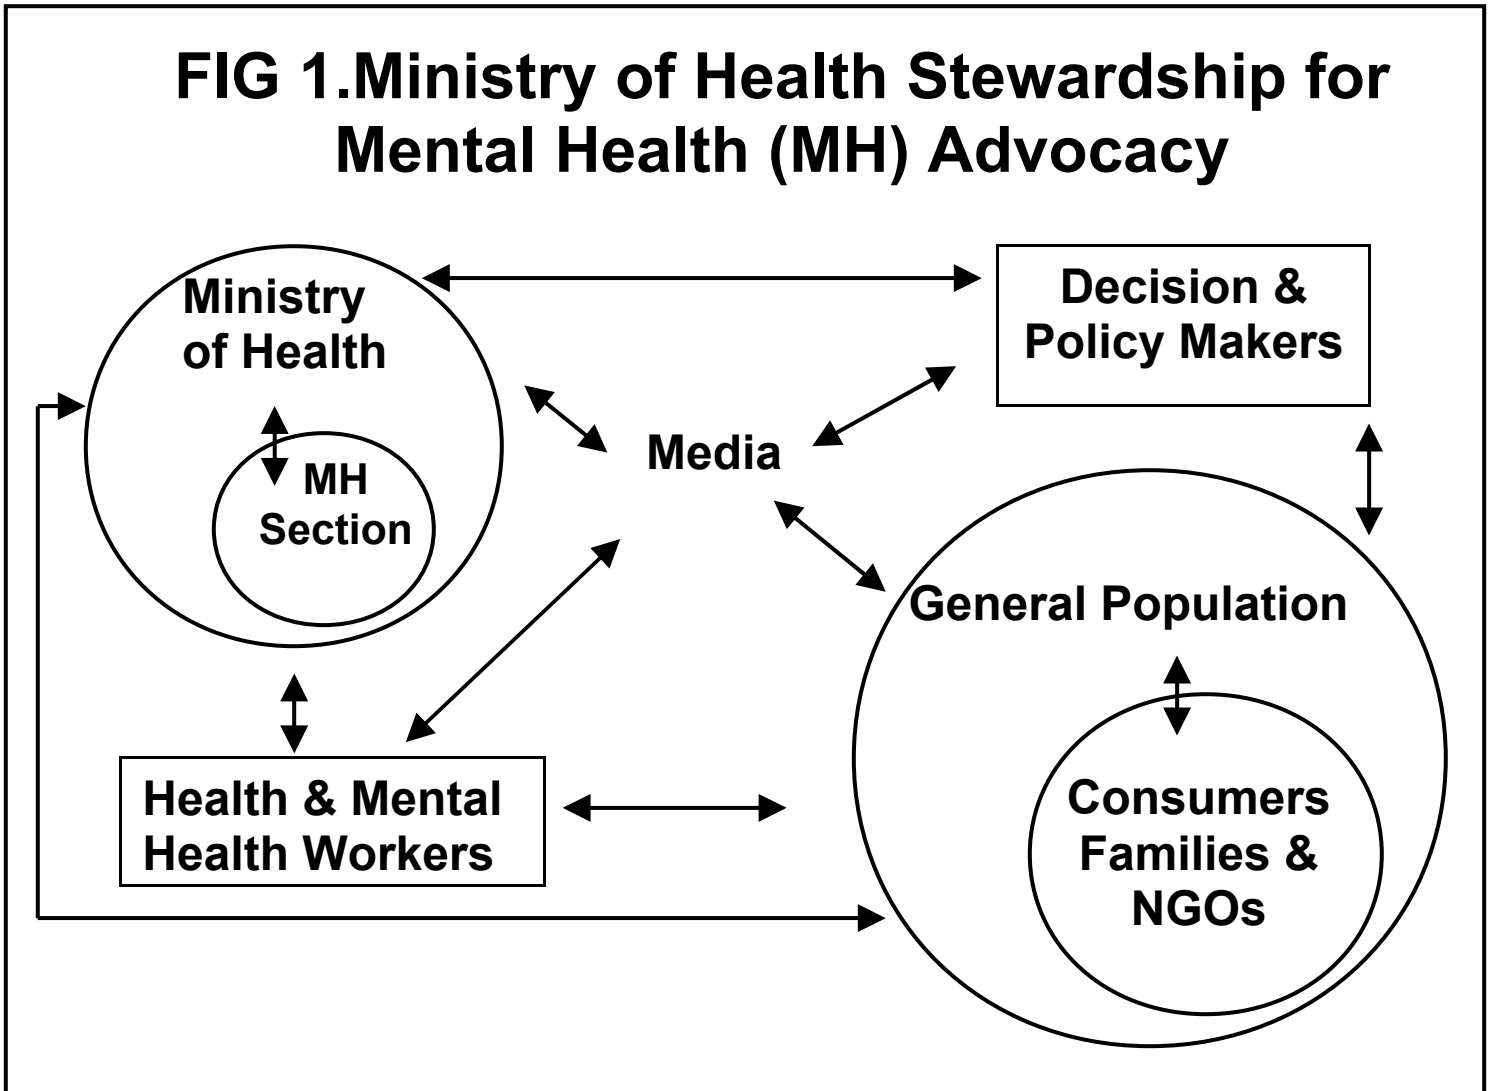 FIG 1.Ministry of Health Stewardship for
Mental Health (MH) Advocacy
Ministry
of Health
MH
Section
Decision &
Policy Makers
Media
General Population
Consumers
Families &
NGOs
Health & Mental
Health Workers